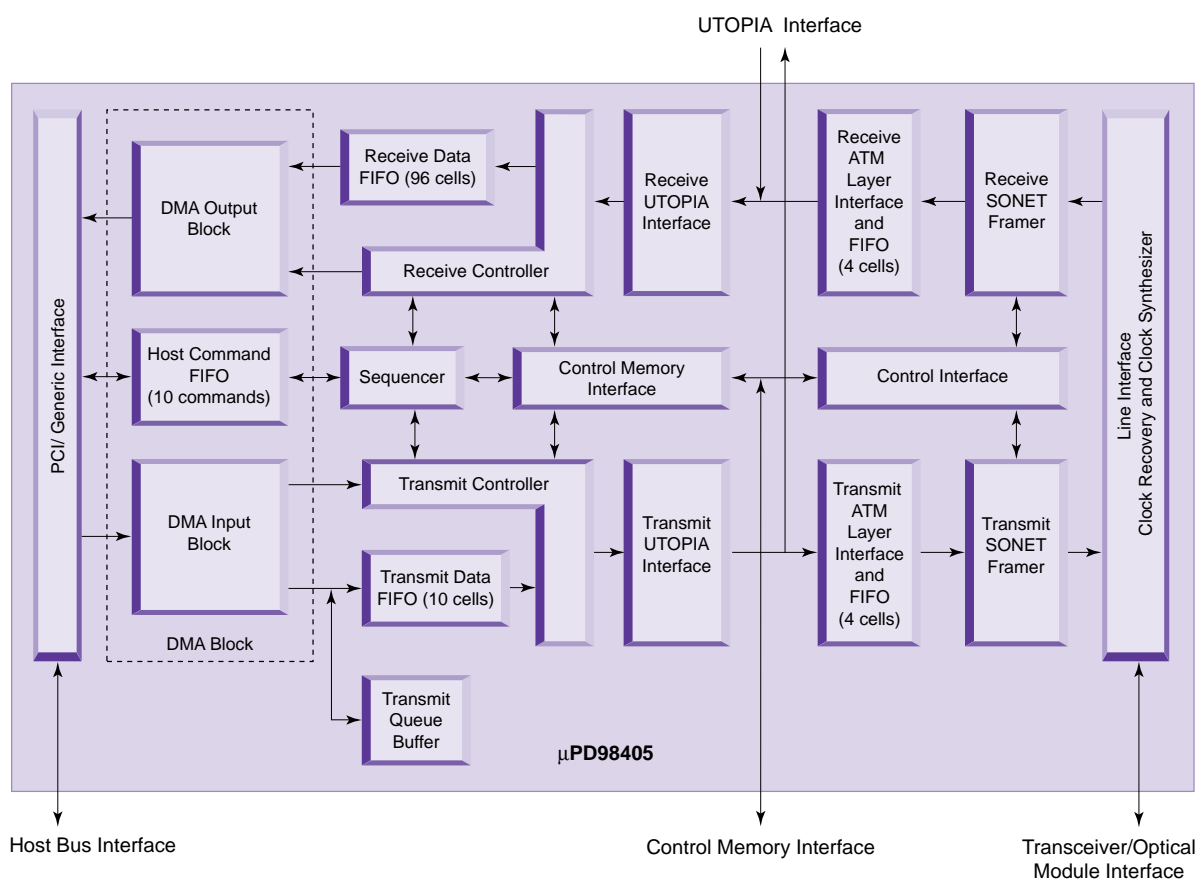 UTOPIA Interface
PCI/ Generic Interface
DMA Output
Block
Receive Data
FIFO (96 cells)
Receive Controller
Receive
UTOPIA
Interface
Receive
ATM
Layer
Interface
and
FIFO
(4 cells)
Receive
SONET
Framer
Line Interface
Clock Recovery and Clock Synthesizer
Host Command
FIFO
(10 commands)
Sequencer
Control Memory
Interface
Control Interface
DMA Input
Block
DMA Block
Transmit Controller
Transmit Data
FIFO (10 cells)
Transmit
UTOPIA
Interface
Transmit
ATM
Layer
Interface
and
FIFO
(4 cells)
Transmit
SONET
Framer
Transmit
Queue
Buffer
µPD98405
Host Bus Interface
Control Memory Interface
Transceiver/Optical
Module Interface